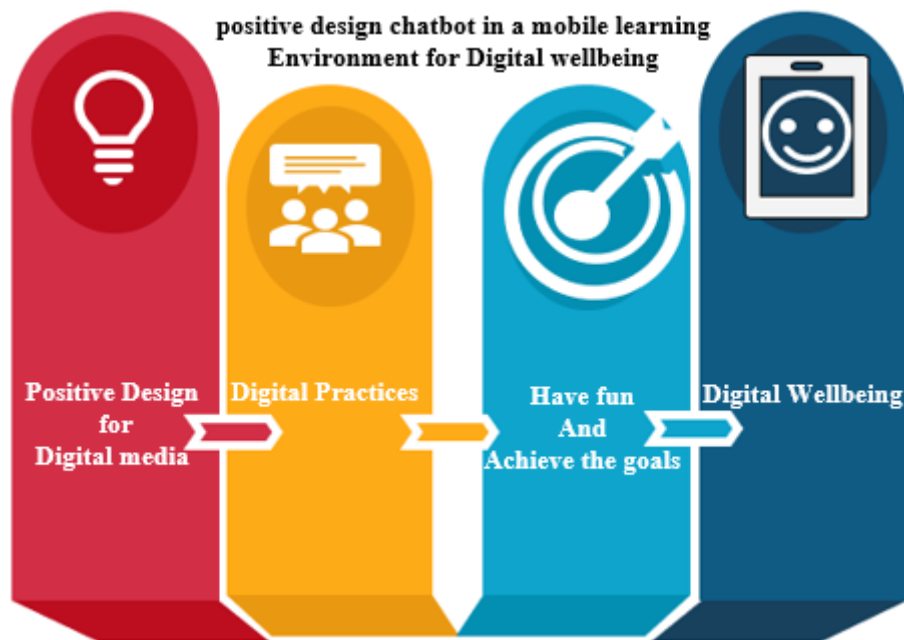 positive design chatbot in a mobile learning
Environment for Digital wellbeing
Positive Design
for
Digital media
Digital Practices
Have fun
And
Achieve the goals
Digital Wellbeing